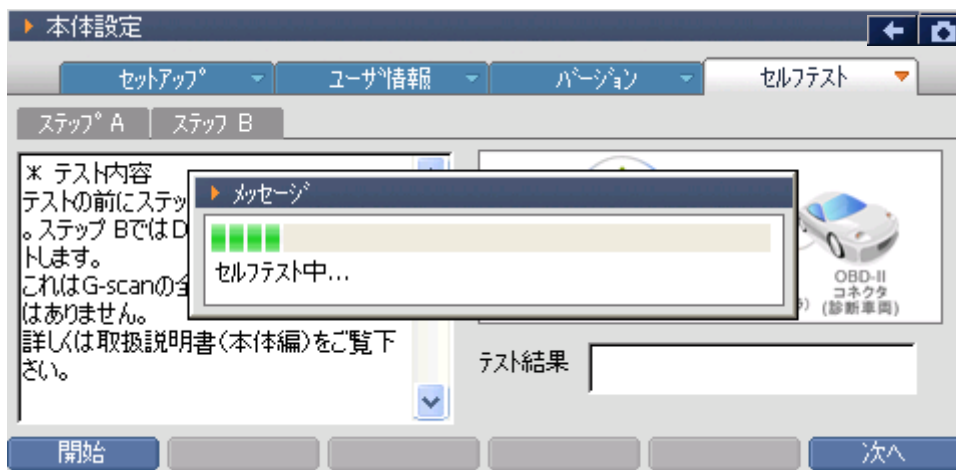 本体設定
セットアップ
ユーザ情報
バージョン
セルフテスト
ステップ A
ステップ B
* テスト内容
テストの前にステッ
。ステップ BではD
トします。
これはG-scanの全
はありません。
詳しくは取扱説明書(本体編)をご覧下
さい。
メッセージ
セルフテスト中...
OBD-II
コネクタ
(診断車両)
テスト結果
開始
次へ